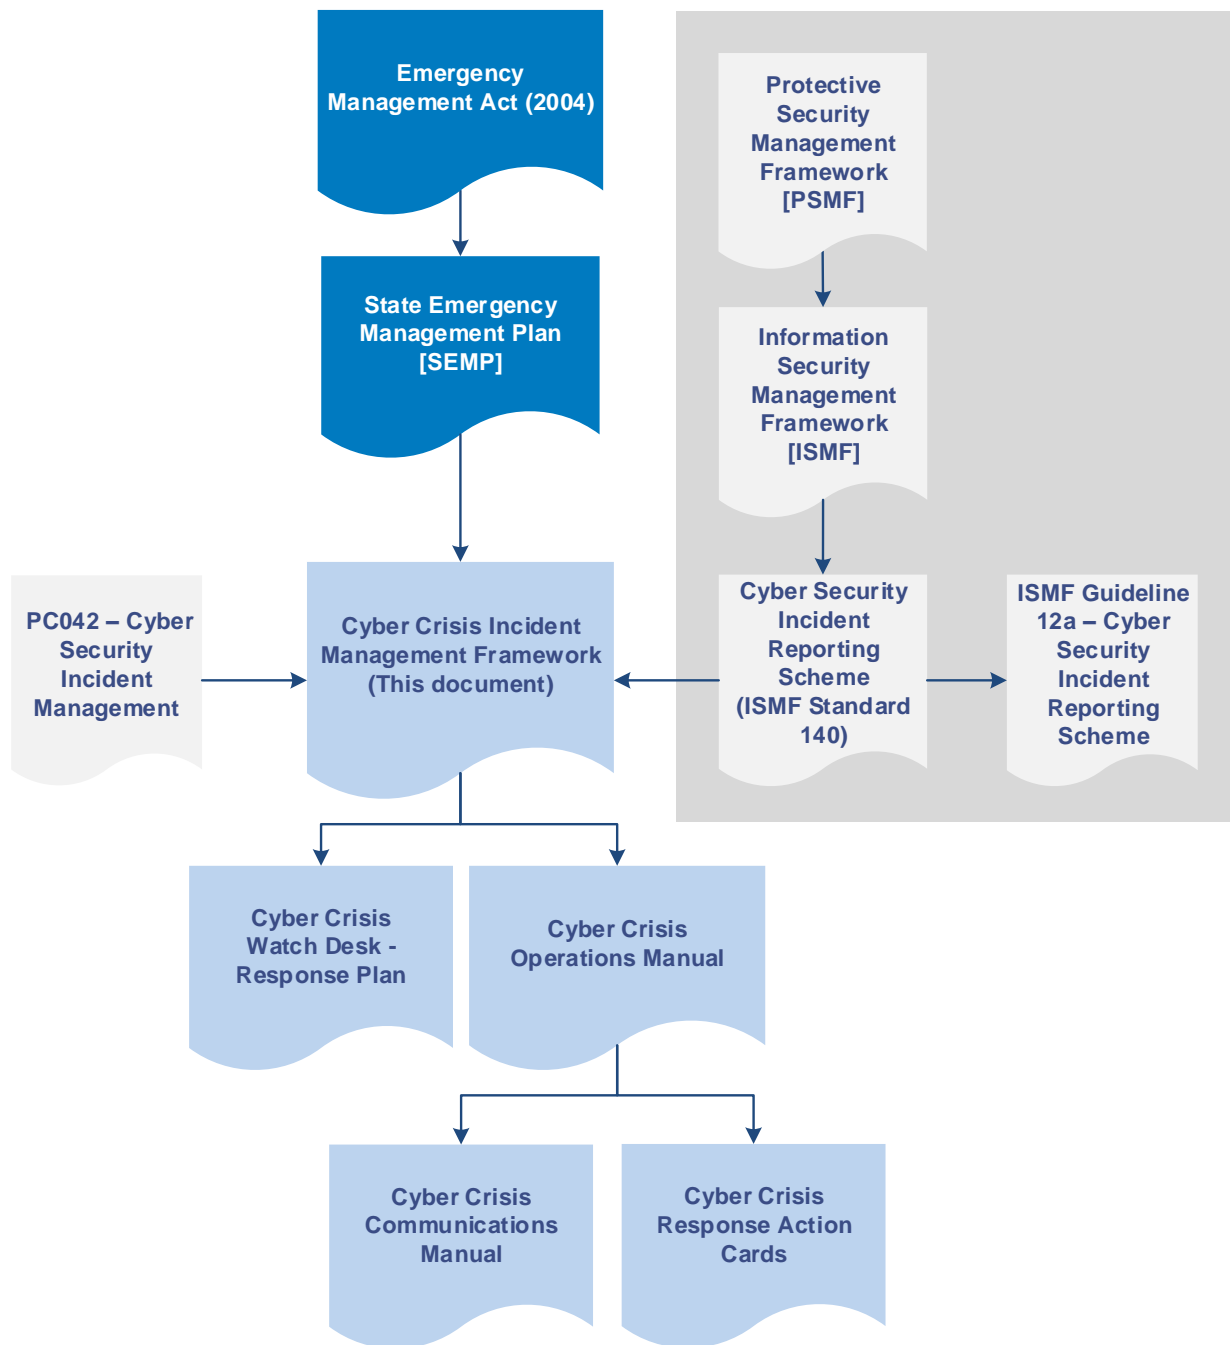 Emergency
Management Act (2004)
Protective
Security
Management
Framework
[PSMF]
State Emergency
Management Plan
[SEMP]
Information
Security
Management
Framework
[ISMF]
PC042 – Cyber
Security
Incident
Management
Cyber Crisis Incident
Management Framework
(This document)
Cyber Security
Incident
Reporting
Scheme
(ISMF Standard
140)
ISMF Guideline
12a – Cyber
Security
Incident
Reporting
Scheme
Cyber Crisis
Watch Desk -
Response Plan
Cyber Crisis
Operations Manual
Cyber Crisis
Communications
Manual
Cyber Crisis
Response Action
Cards